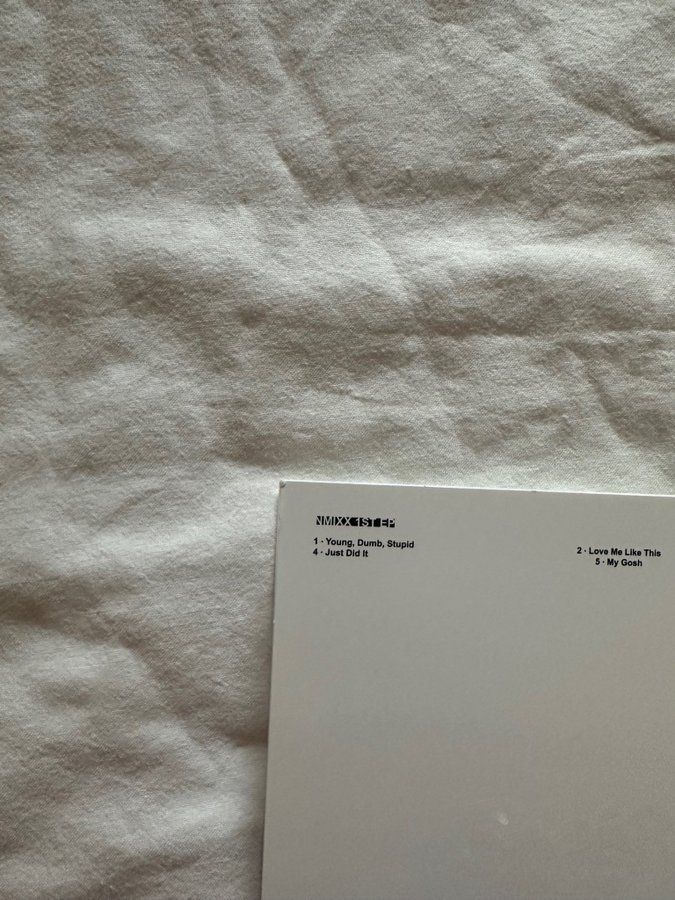 NMIXX 1ST EP
1 · Young, Dumb, Stupid
4 · Just Did It
2 · Love Me Like This
5 · My Gosh